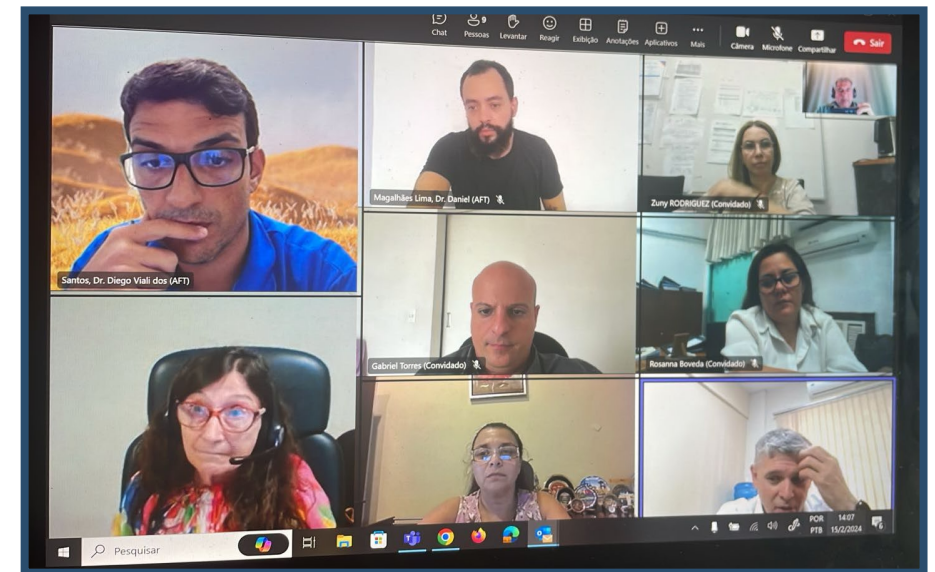 9
Chat
Pessoas
Levantar
Reagir
Exibição
Anotações
Aplicativos
Mais
Câmera
Microfone
Compartilhar
Sair
Magalhães Lima, Dr. Daniel (AFT)
Zuny RODRIGUEZ (Convidado)
Santos, Dr. Diego Viali dos (AFT)
Gabriel Torres (Convidado)
Rosanna Boveda (Convidado)
Pesquisar
POR
PTB
14:07
15/2/2024